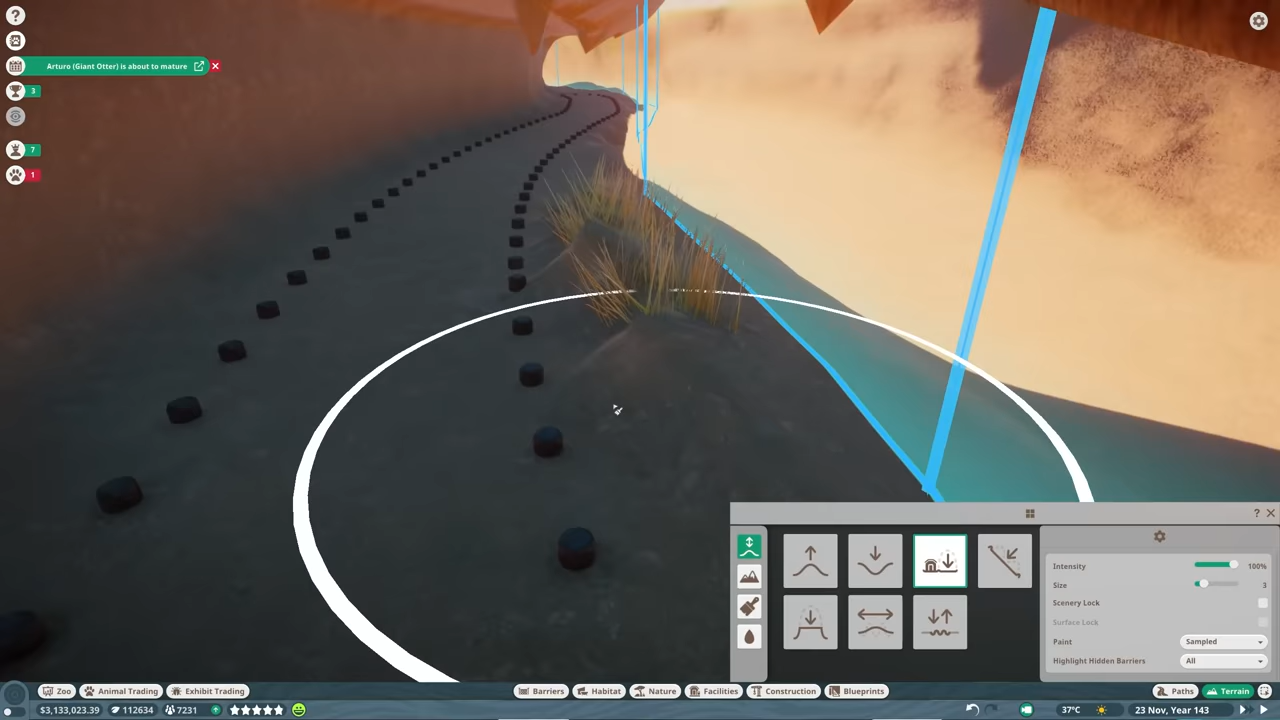 ?
Arturo (Giant Otter) is about to mature
3
7
1
?
Intensity 100%
Size 3
Scenery Lock
Surface Lock
Paint Sampled
Highlight Hidden Barriers All
Zoo Animal Trading Exhibit Trading Barriers Habitat Nature Facilities Construction Blueprints Paths Terrain
$3,133,023.39 112634 7231 37°C 23 Nov, Year 143